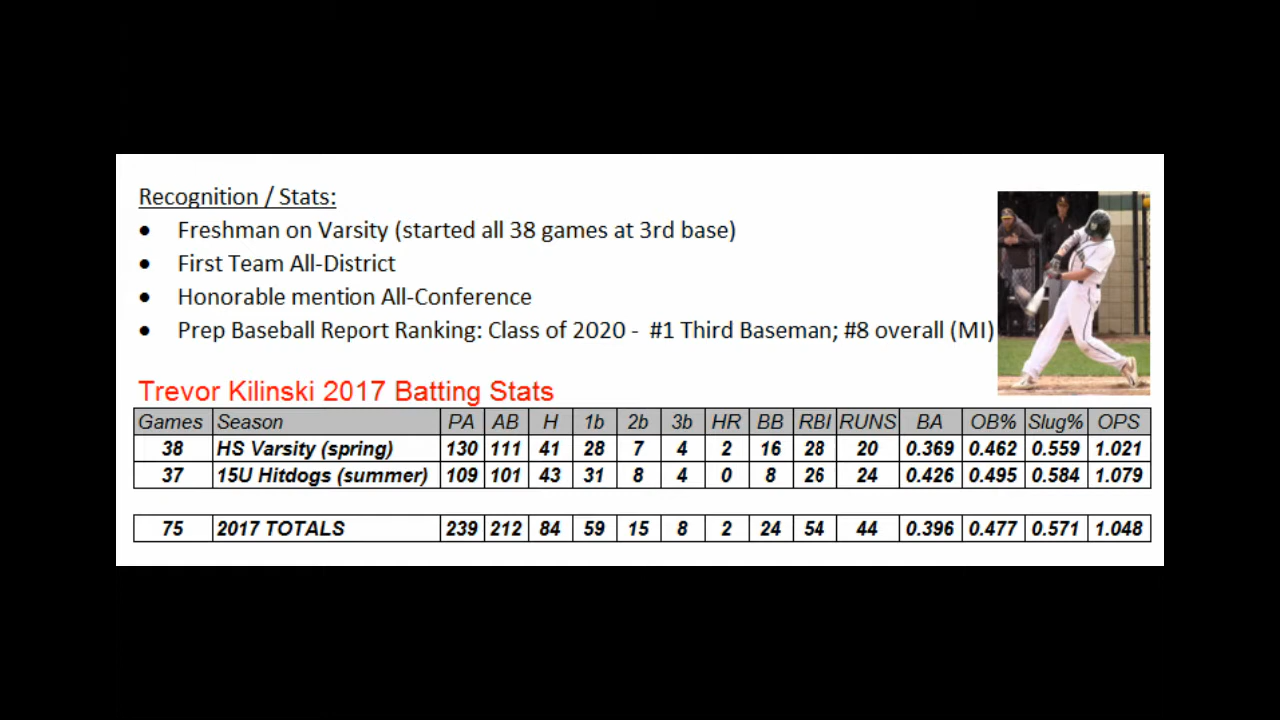 Recognition / Stats:
• Freshman on Varsity (started all 38 games at 3rd base)
• First Team All-District
• Honorable mention All-Conference
• Prep Baseball Report Ranking: Class of 2020 - #1 Third Baseman; #8 overall (MI)
Trevor Kilinski 2017 Batting Stats
Games Season PA AB H 1b 2b 3b HR BB RBI RUNS BA OB% Slug% OPS
38 HS Varsity (spring) 130 111 41 28 7 4 2 16 28 20 0.369 0.462 0.559 1.021
37 15U Hitdogs (summer) 109 101 43 31 8 4 0 8 26 24 0.426 0.495 0.584 1.079
75 2017 TOTALS 239 212 84 59 15 8 2 24 54 44 0.396 0.477 0.571 1.048